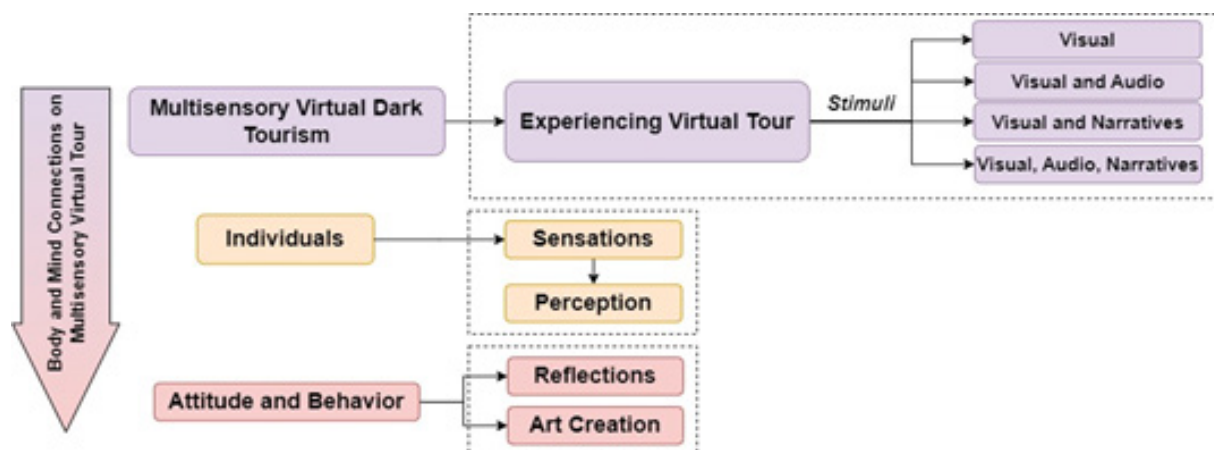 Body and Mind Connections on
Multisensory Virtual Tour
Multisensory Virtual Dark
Tourism
Experiencing Virtual Tour
Stimuli
Visual
Visual and Audio
Visual and Narratives
Visual, Audio, Narratives
Individuals
Sensations
Perception
Attitude and Behavior
Reflections
Art Creation